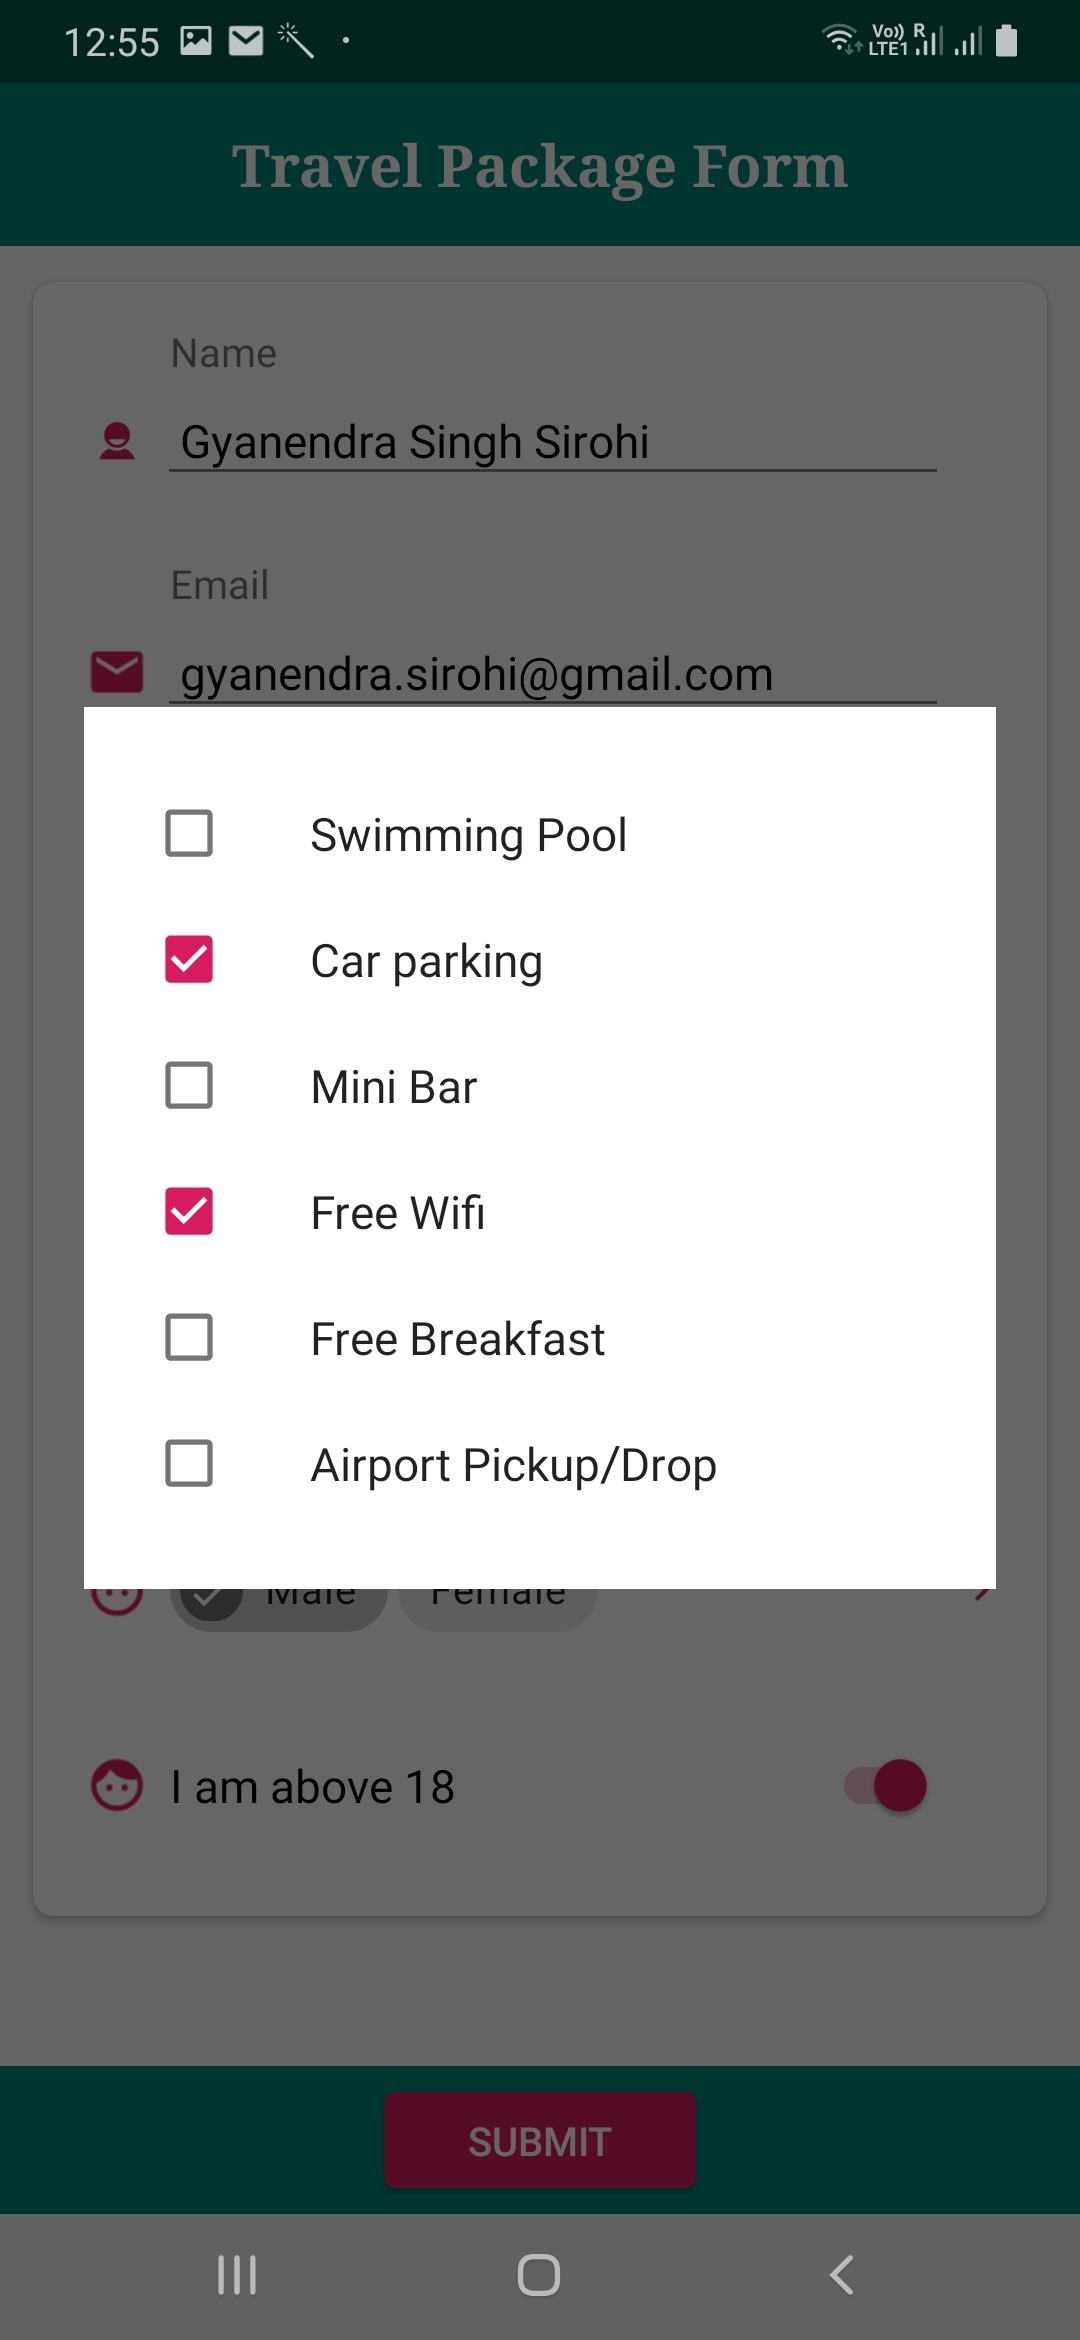 12:55
Vo)) R
LTE1
Travel Package Form
Name
Gyanendra Singh Sirohi
Email
gyanendra.sirohi@gmail.com
Swimming Pool
Car parking
Mini Bar
Free Wifi
Free Breakfast
Airport Pickup/Drop
Male Female
I am above 18
SUBMIT